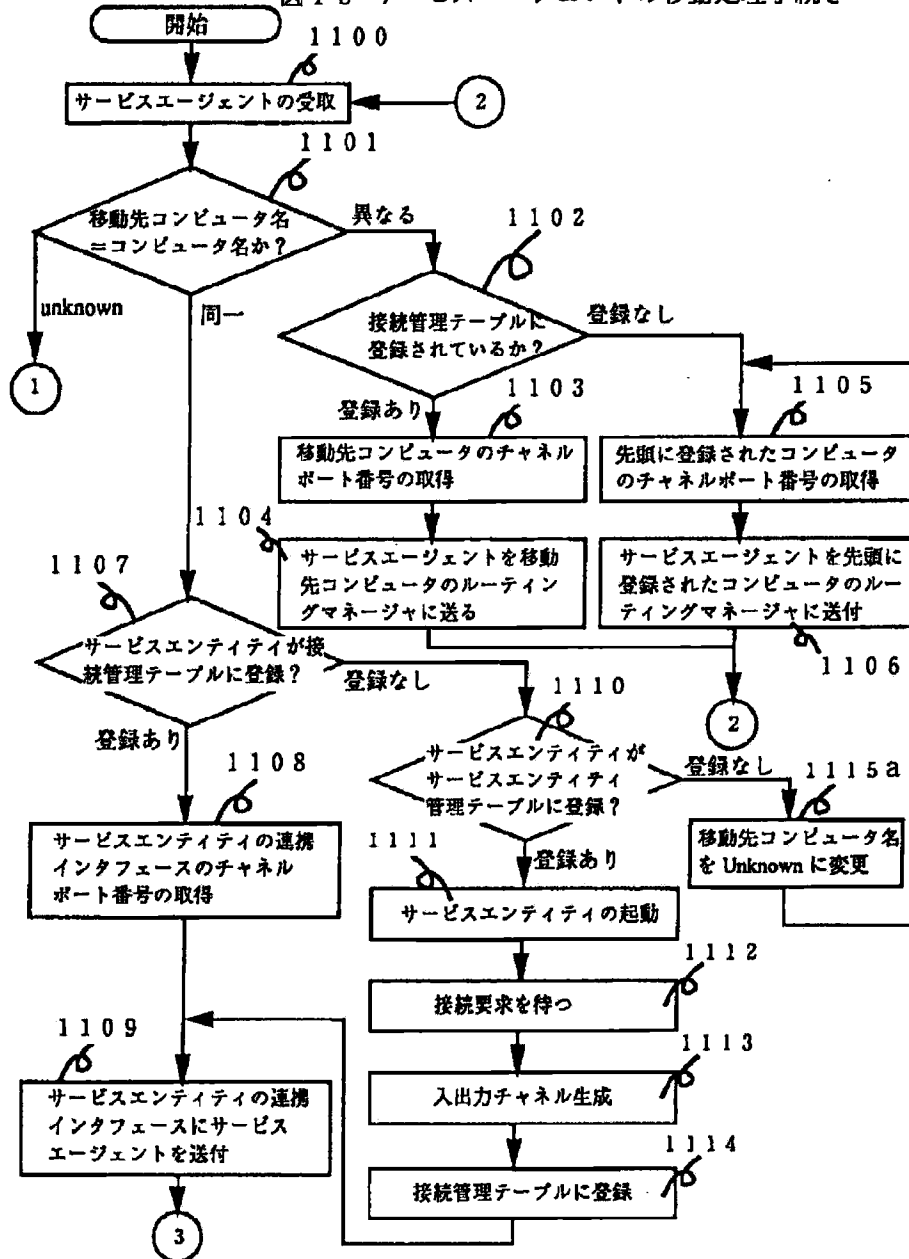 の移動処理手続き
開始
1100
サービスエージェントの受取
2
1101
移動先コンピュータ名
=コンピュータ名か?
異なる
unknown
同一
1
1102
接続管理テーブルに
登録されているか?
登録なし
登録あり
1103
移動先コンピュータのチャネル
ポート番号の取得
1105
先頭に登録されたコンピュータ
のチャネルポート番号の取得
1104
サービスエージェントを移動
先コンピュータのルーティン
グマネージャに送る
サービスエージェントを先頭に
登録されたコンピュータのルー
ティングマネージャに送付
1106
2
1107
サービスエンティティが接
続管理テーブルに登録?
登録なし
登録あり
1110
サービスエンティティが
サービスエンティティ
管理テーブルに登録?
登録なし
登録あり
1115a
移動先コンピュータ名
を Unknown に変更
1108
サービスエンティティの連携
インタフェースのチャネル
ポート番号の取得
1111
サービスエンティティの起動
1112
接続要求を待つ
1113
入出力チャネル生成
1114
接続管理テーブルに登録
1109
サービスエンティティの連携
インタフェースにサービス
エージェントを送付
3